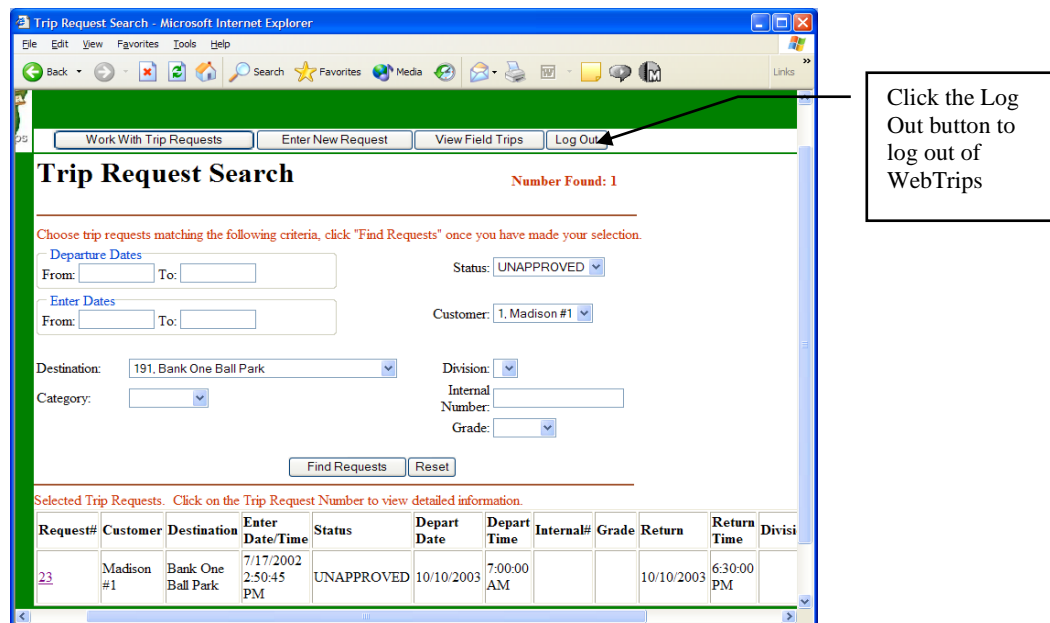 Trip Request Search - Microsoft Internet Explorer
File Edit View Favorites Tools Help
Back Search Favorites Media Links »
Work With Trip Requests Enter New Request View Field Trips Log Out
Trip Request Search
Number Found: 1
Choose trip requests matching the following criteria, click "Find Requests" once you have made your selection.
Departure Dates
From: To:
Status: UNAPPROVED
Enter Dates
From: To:
Customer: 1, Madison #1
Destination: 191, Bank One Ball Park Division:
Category: Internal Number:
Grade:
Find Requests Reset
Selected Trip Requests. Click on the Trip Request Number to view detailed information.
Request# Customer Destination Enter Date/Time Status Depart Date Depart Time Internal# Grade Return Return Time Divisi
23 Madison #1 Bank One Ball Park 7/17/2002 2:50:45 PM UNAPPROVED 10/10/2003 7:00:00 AM 10/10/2003 6:30:00 PM
Click the Log
Out button to
log out of
WebTrips